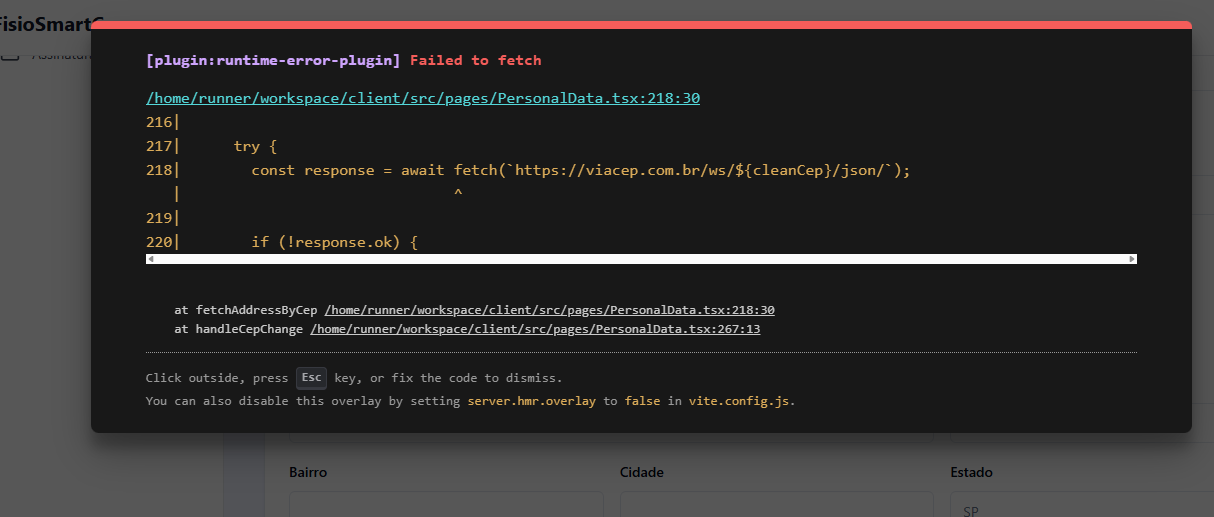 FisioSmartC
Assinatur
[plugin:runtime-error-plugin] Failed to fetch
/home/runner/workspace/client/src/pages/PersonalData.tsx:218:30
216|
217|      try {
218|        const response = await fetch(`https://viacep.com.br/ws/${cleanCep}/json/`);
   |                               ^
219|
220|        if (!response.ok) {
at fetchAddressByCep /home/runner/workspace/client/src/pages/PersonalData.tsx:218:30
at handleCepChange /home/runner/workspace/client/src/pages/PersonalData.tsx:267:13
Click outside, press Esc key, or fix the code to dismiss.
You can also disable this overlay by setting server.hmr.overlay to false in vite.config.js.
Bairro Cidade Estado
SP